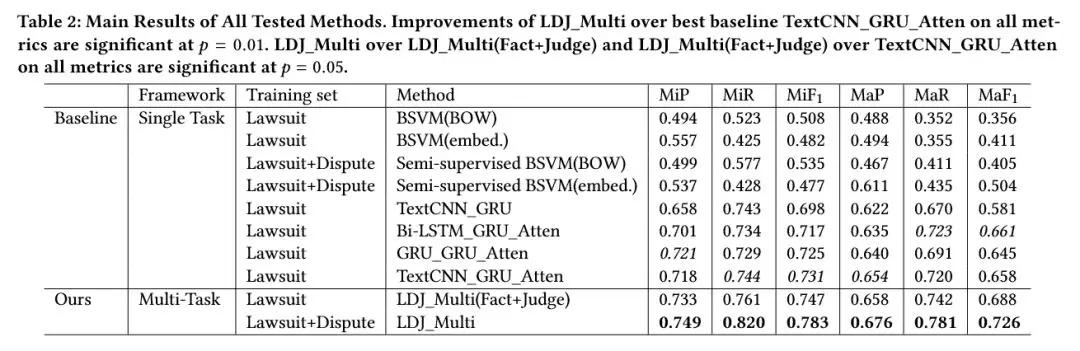 Table 2: Main Results of All Tested Methods. Improvements of LDJ_Multi over best baseline TextCNN_GRU_Atten on all met-
rics are significant at p = 0.01. LDJ_Multi over LDJ_Multi(Fact+Judge) and LDJ_Multi(Fact+Judge) over TextCNN_GRU_Atten
on all metrics are significant at p = 0.05.
Framework Training set Method MiP MiR MiF1 MaP MaR MaF1
Baseline Single Task Lawsuit BSVM(BOW) 0.494 0.523 0.508 0.488 0.352 0.356
Lawsuit BSVM(embed.) 0.557 0.425 0.482 0.494 0.355 0.411
Lawsuit+Dispute Semi-supervised BSVM(BOW) 0.499 0.577 0.535 0.467 0.411 0.405
Lawsuit+Dispute Semi-supervised BSVM(embed.) 0.537 0.428 0.477 0.611 0.435 0.504
Lawsuit TextCNN_GRU 0.658 0.743 0.698 0.622 0.670 0.581
Lawsuit Bi-LSTM_GRU_Atten 0.701 0.734 0.717 0.635 0.723 0.661
Lawsuit GRU_GRU_Atten 0.721 0.729 0.725 0.640 0.691 0.645
Lawsuit TextCNN_GRU_Atten 0.718 0.744 0.731 0.654 0.720 0.658
Ours Multi-Task Lawsuit LDJ_Multi(Fact+Judge) 0.733 0.761 0.747 0.658 0.742 0.688
Lawsuit+Dispute LDJ_Multi 0.749 0.820 0.783 0.676 0.781 0.726